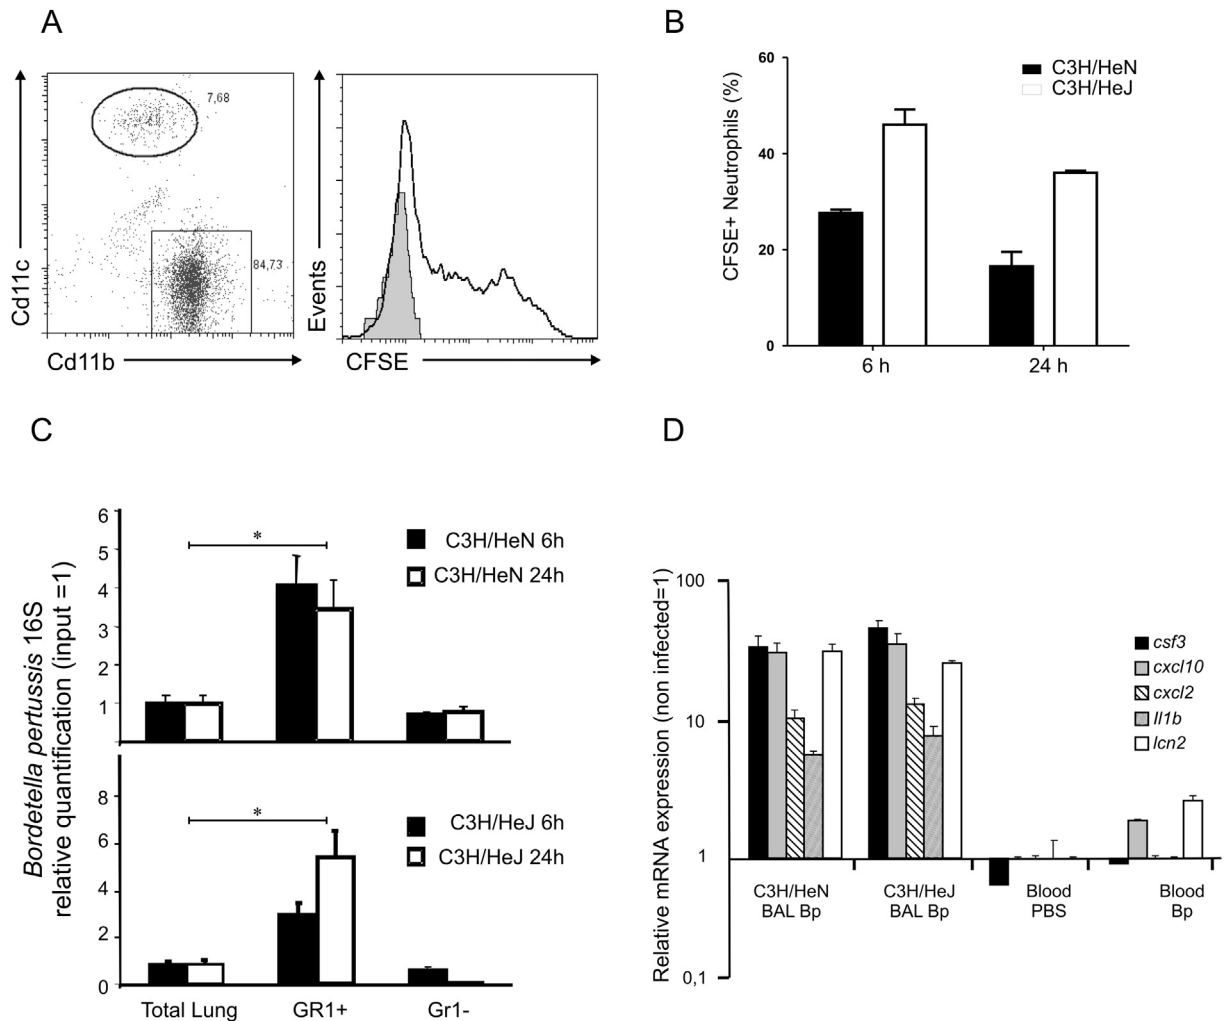 A
Cd11c
7,68
84,73
Cd11b
Events
CFSE
B
CFSE+ Neutrophils (%)
60
40
20
0
C3H/HeN
C3H/HeJ
6 h
24 h
C
Bordetella pertussis 16S
relative quantification (input =1)
6
5
4
3
2
1
*
C3H/HeN 6h
C3H/HeN 24h
8
6
4
2
0
*
C3H/HeJ 6h
C3H/HeJ 24h
Total Lung
GR1+
Gr1-
D
Relative mRNA expression (non infected=1)
100
10
1
0,1
csf3
cxcl10
cxcl2
Il1b
lcn2
C3H/HeN
BAL Bp
C3H/HeJ
BAL Bp
Blood
PBS
Blood
Bp